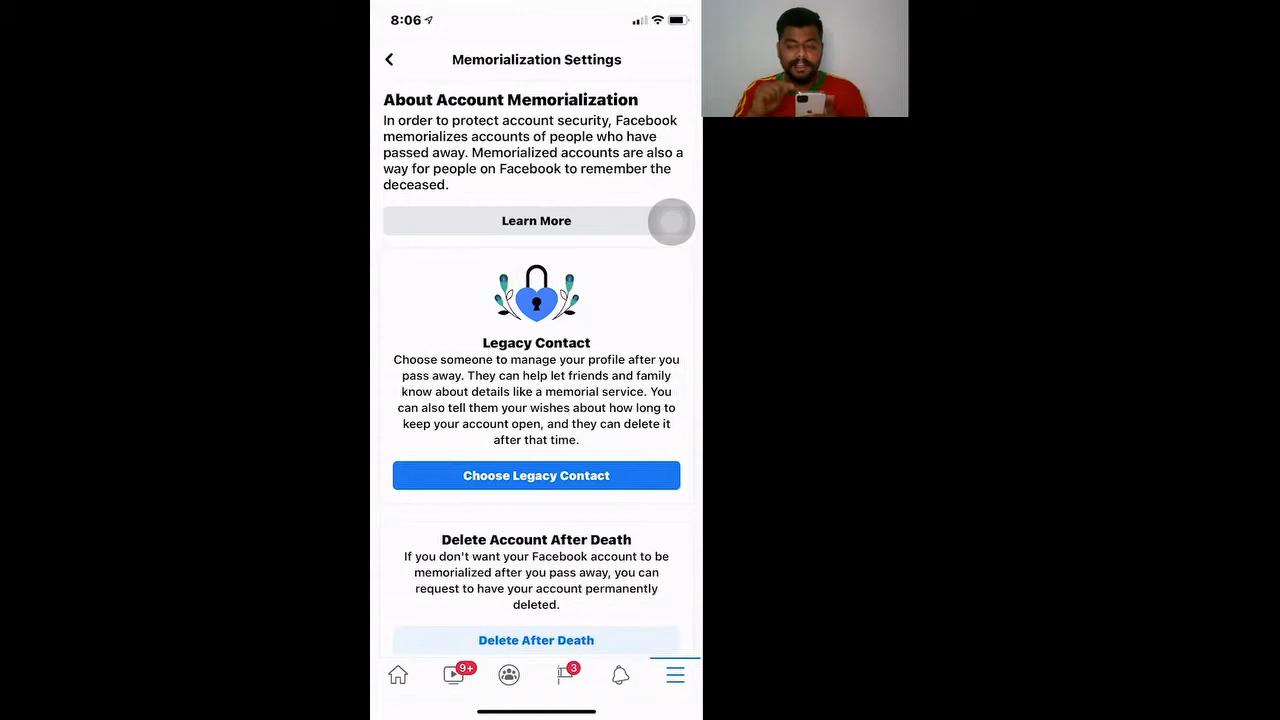 8:06
Memorialization Settings
About Account Memorialization
In order to protect account security, Facebook
memorializes accounts of people who have
passed away. Memorialized accounts are also a
way for people on Facebook to remember the
deceased.
Learn More
Legacy Contact
Choose someone to manage your profile after you
pass away. They can help let friends and family
know about details like a memorial service. You
can also tell them your wishes about how long to
keep your account open, and they can delete it
after that time.
Choose Legacy Contact
Delete Account After Death
If you don't want your Facebook account to be
memorialized after you pass away, you can
request to have your account permanently
deleted.
Delete After Death
9+
3